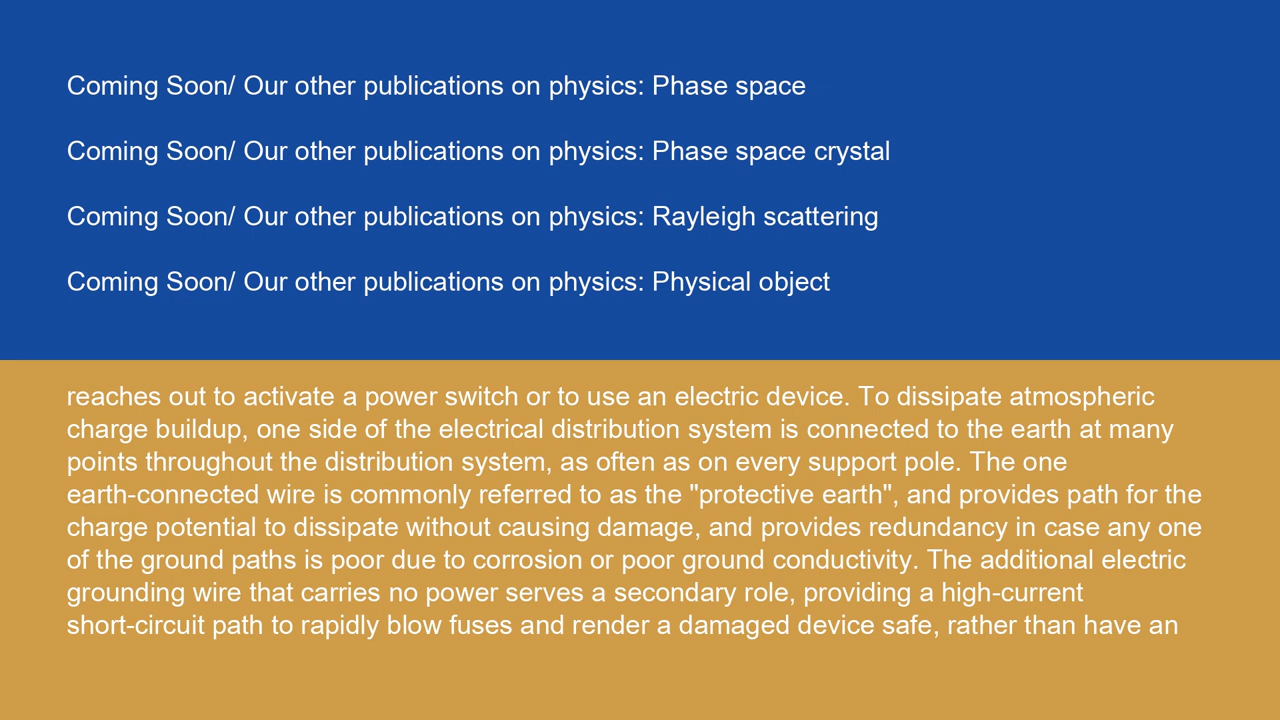 Coming Soon/ Our other publications on physics: Phase space
Coming Soon/ Our other publications on physics: Phase space crystal
Coming Soon/ Our other publications on physics: Rayleigh scattering
Coming Soon/ Our other publications on physics: Physical object
reaches out to activate a power switch or to use an electric device. To dissipate atmospheric
charge buildup, one side of the electrical distribution system is connected to the earth at many
points throughout the distribution system, as often as on every support pole. The one
earth-connected wire is commonly referred to as the "protective earth", and provides path for the
charge potential to dissipate without causing damage, and provides redundancy in case any one
of the ground paths is poor due to corrosion or poor ground conductivity. The additional electric
grounding wire that carries no power serves a secondary role, providing a high-current
short-circuit path to rapidly blow fuses and render a damaged device safe, rather than have an